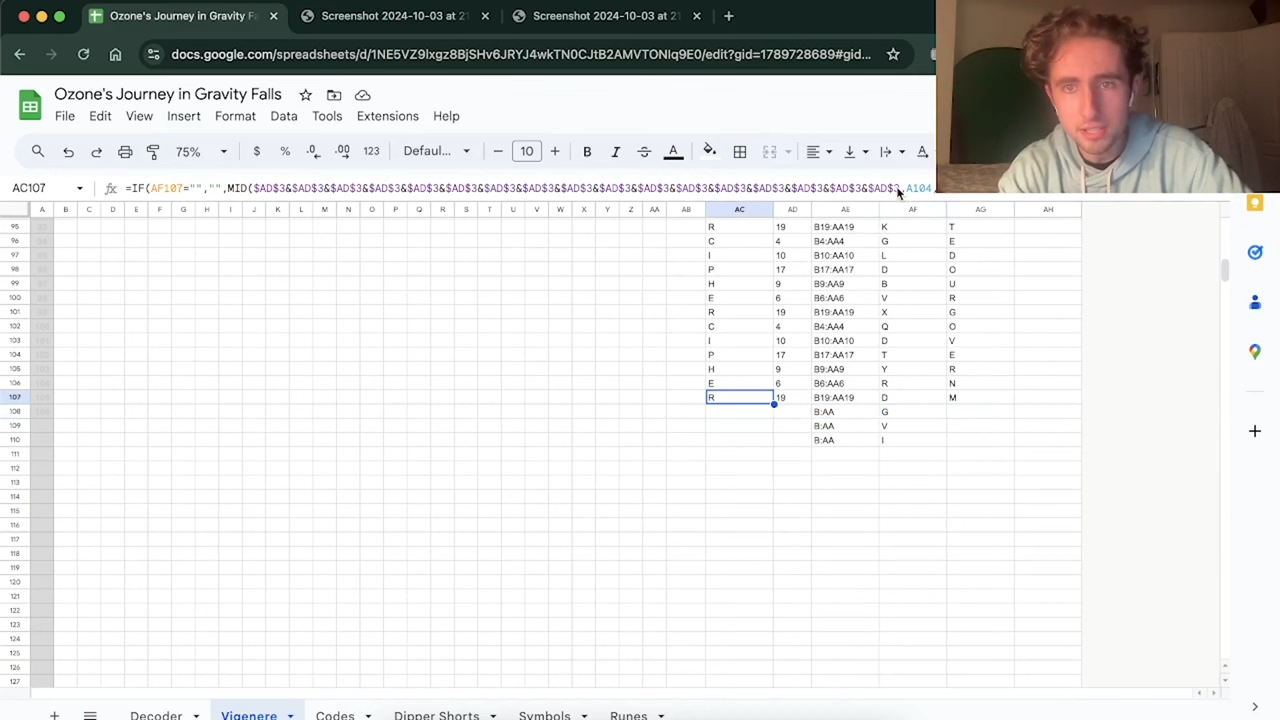 Ozone's Journey in Gravity Fa
Screenshot 2024-10-03 at 21
Screenshot 2024-10-03 at 21
docs.google.com/spreadsheets/d/1NE5VZ9lxgz8BjSHv6JRYJ4wkTN0CJtB2AMVTONlq9E0/edit?gid=1789728689#gid...
Ozone's Journey in Gravity Falls
File Edit View Insert Format Data Tools Extensions Help
75% $ % .0 .00 123 Defaul... 10 B I S A A
AC107 fx =IF(AF107="","",MID($AD$3&$AD$3&$AD$3&$AD$3&$AD$3&$AD$3&$AD$3&$AD$3&$AD$3&$AD$3&$AD$3&$AD$3&$AD$3&$AD$3&$AD$3&$AD$3&$AD$3,A104
A B C D E F G H I J K L M N O P Q R S T U V W X Y Z AA AB AC AD AE AF AG AH
95 R 19 B19:AA19 K T
96 C 4 B4:AA4 G E
97 I 10 B10:AA10 L D
98 P 17 B17:AA17 D O
99 H 9 B9:AA9 B U
100 E 6 B6:AA6 V R
101 R 19 B19:AA19 X G
102 C 4 B4:AA4 Q O
103 I 10 B10:AA10 D V
104 P 17 B17:AA17 T E
105 H 9 B9:AA9 Y R
106 E 6 B6:AA6 R N
107 R 19 B19:AA19 D M
108 B:AA G
109 B:AA V
110 B:AA I
111
112
113
114
115
116
117
118
119
120
121
122
123
124
125
126
127
Decoder Vigenere Codes Dipper Shorts Symbols Runes